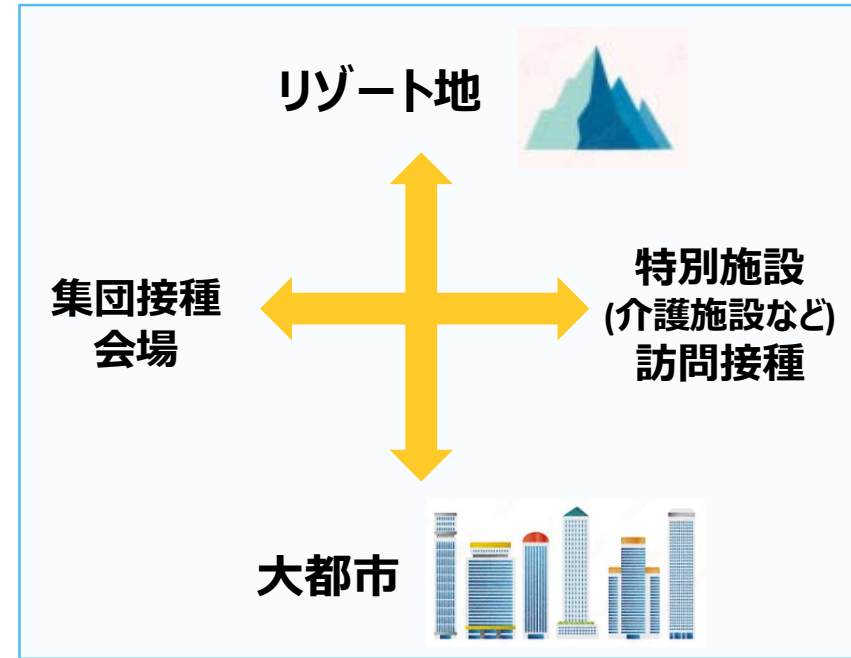 リゾート地
集団接種
会場
特別施設
(介護施設など)
訪問接種
大都市